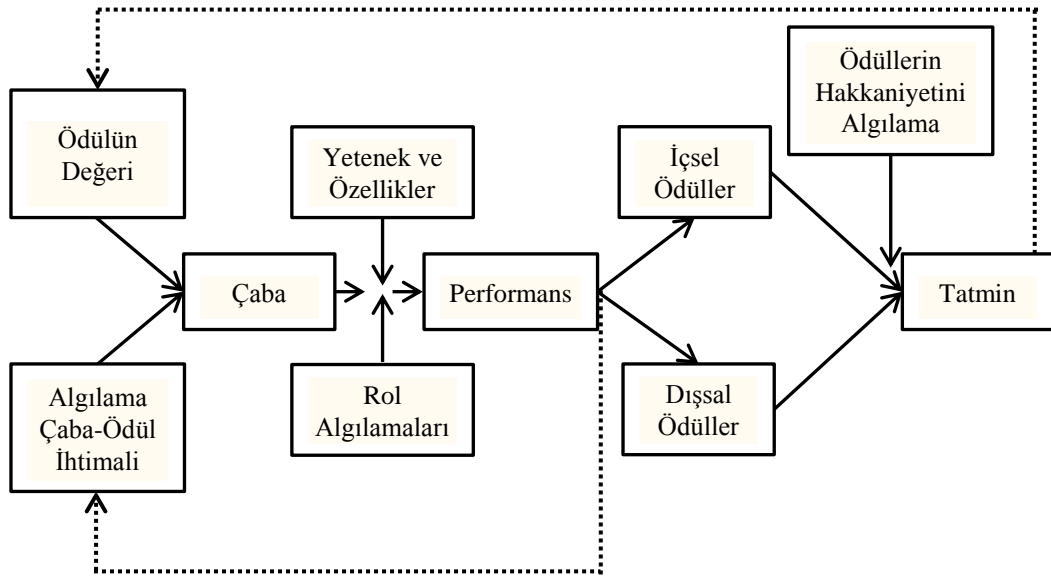 Ödülün
Değeri
Algılama
Çaba-Ödül
İhtimali
Çaba
Yetenek ve
Özellikler
Rol
Algılamaları
Performans
İçsel
Ödüller
Dışsal
Ödüller
Ödüllerin
Hakkaniyetini
Algılama
Tatmin